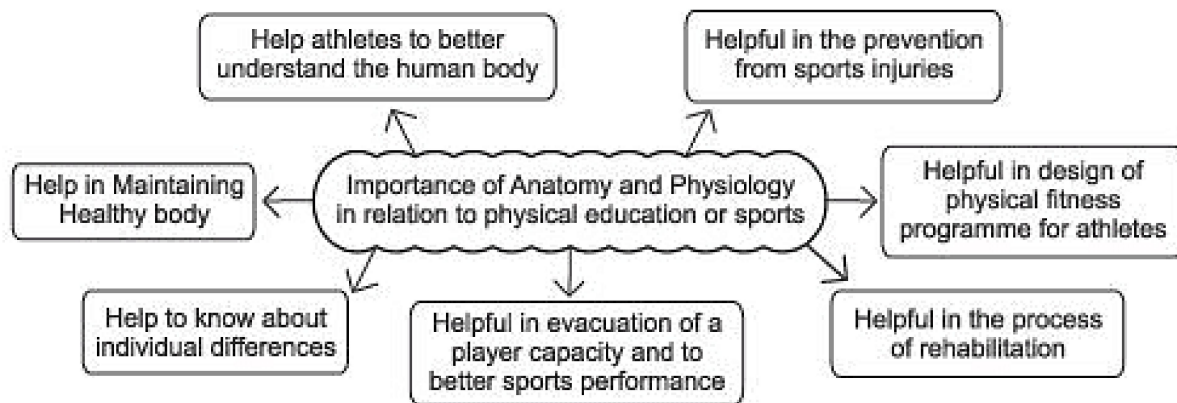 Help athletes to better
understand the human body
Helpful in the prevention
from sports injuries
Help in Maintaining
Healthy body
Importance of Anatomy and Physiology
in relation to physical education or sports
Helpful in design of
physical fitness
programme for athletes
Help to know about
individual differences
Helpful in evacuation of a
player capacity and to
better sports performance
Helpful in the process
of rehabilitation